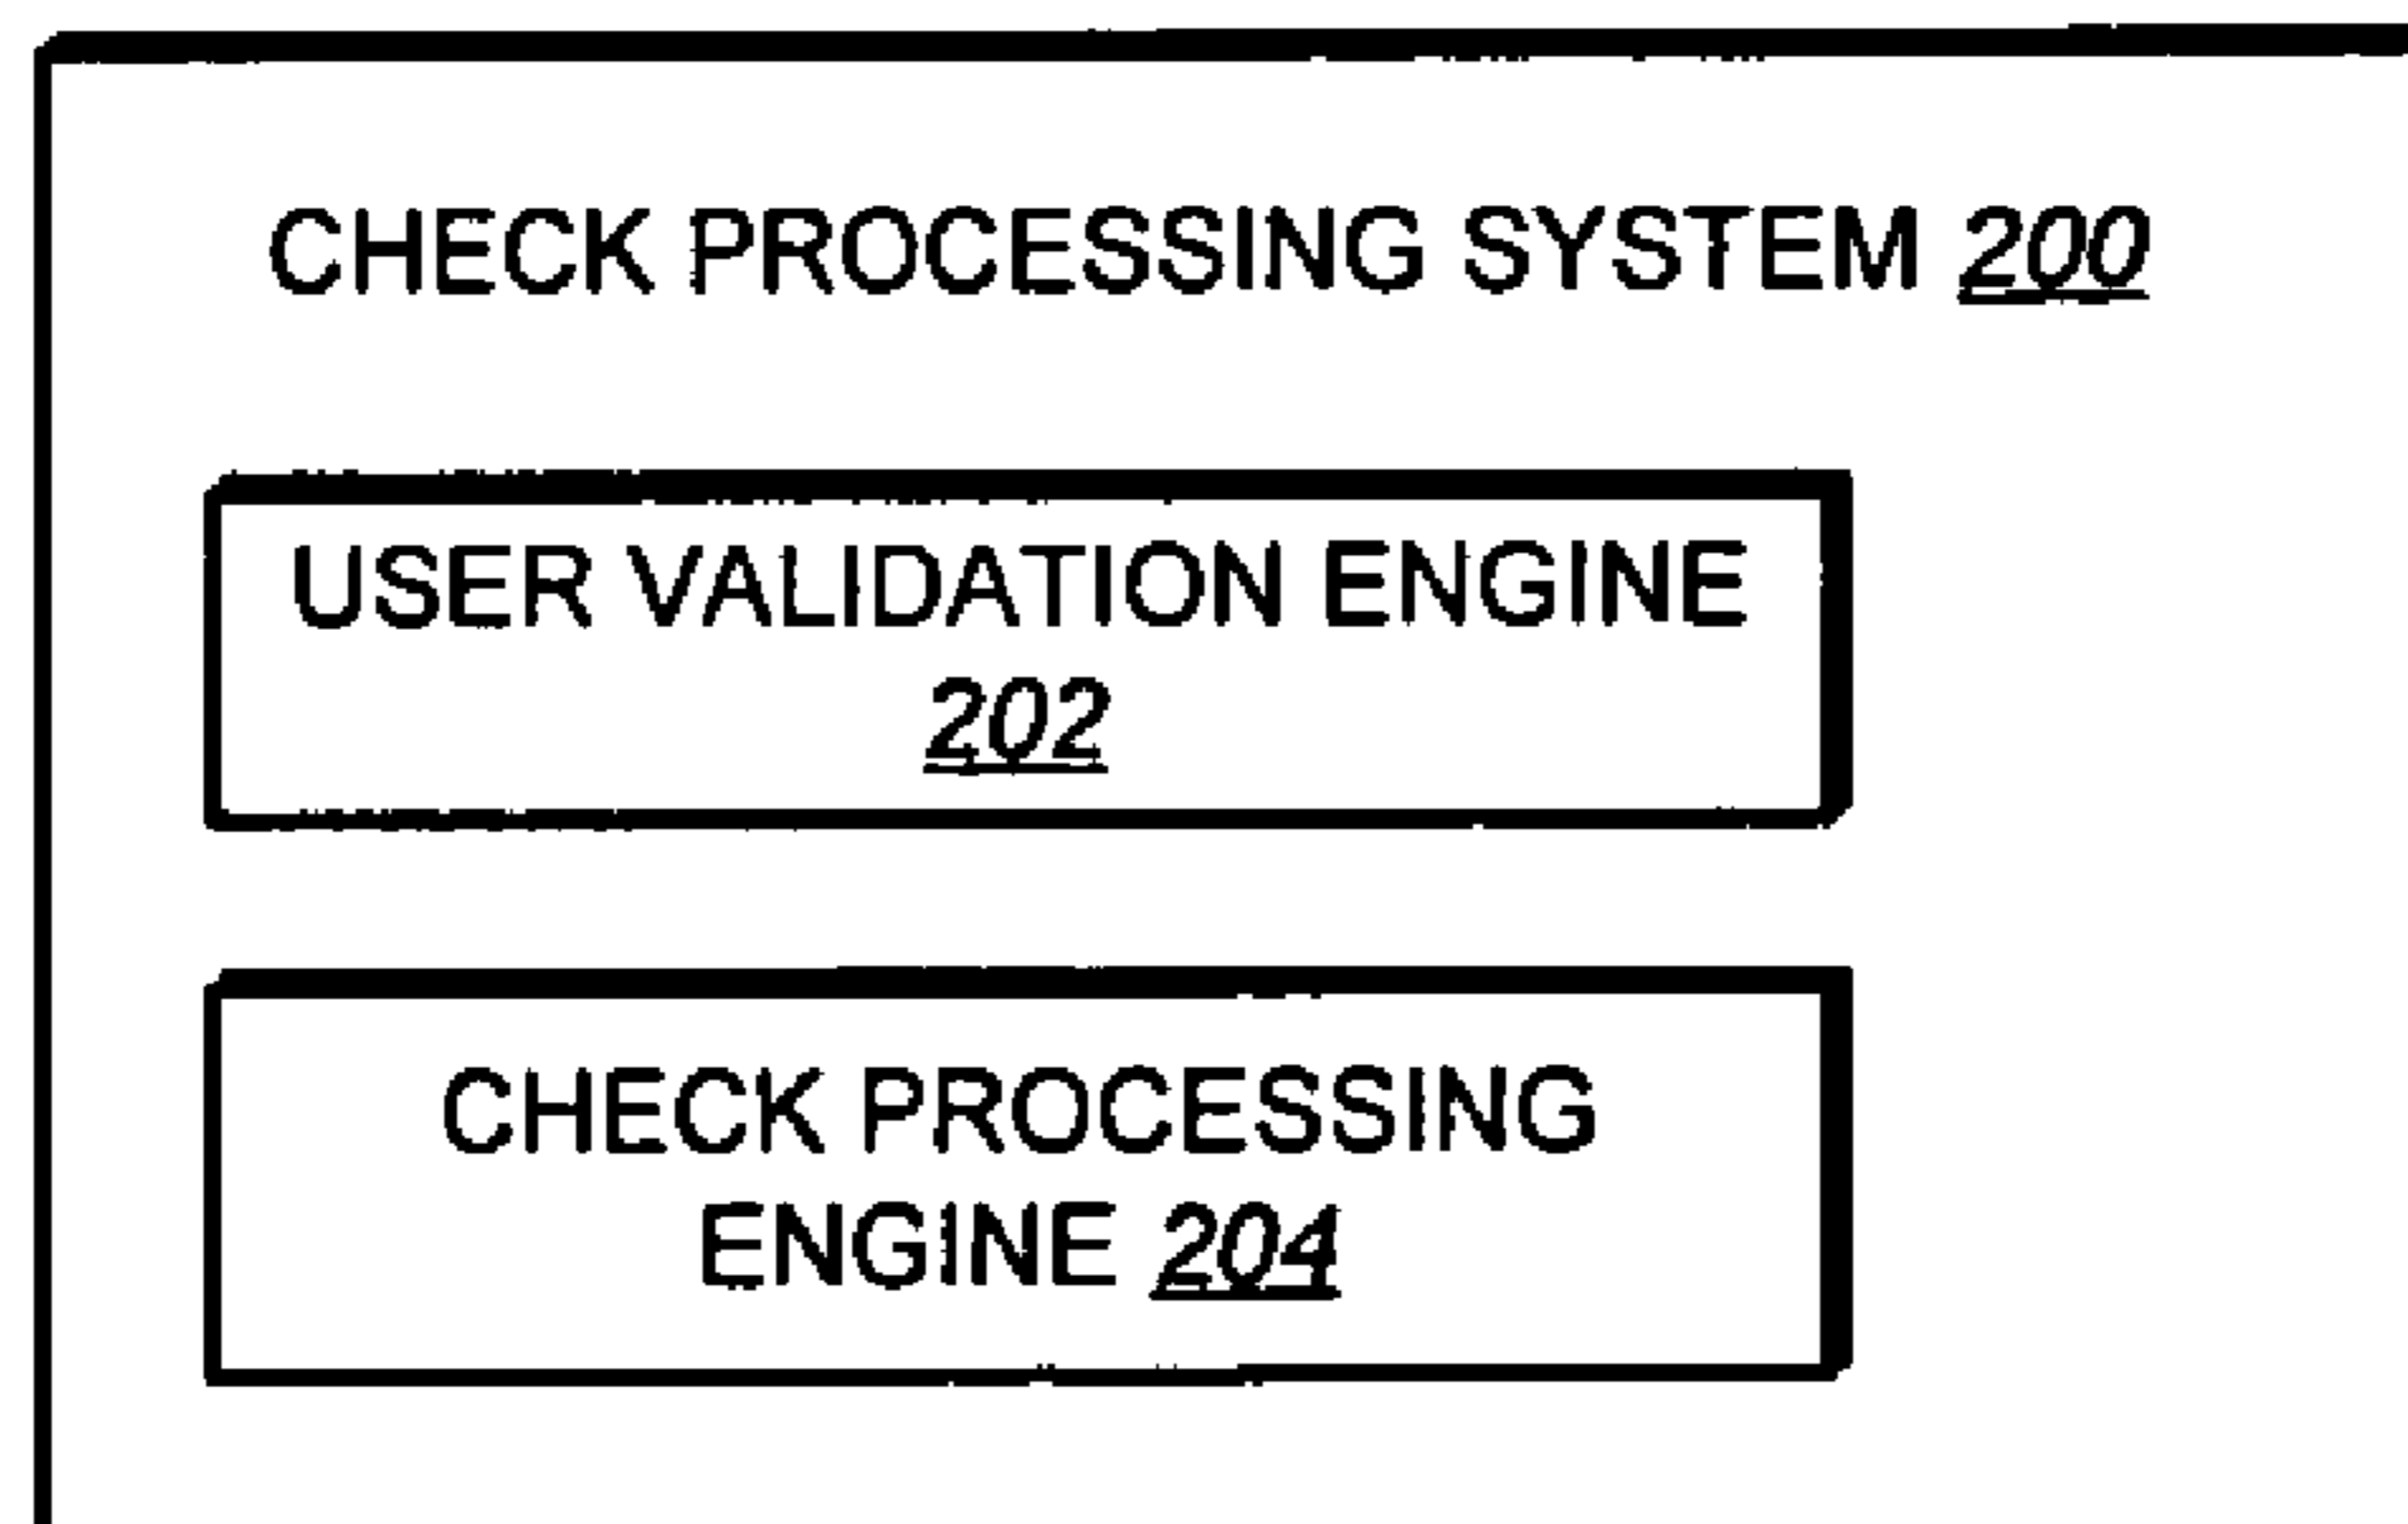 CHECK PROCESSING SYSTEM 200
USER VALIDATION ENGINE
202
CHECK PROCESSING
ENGINE 204